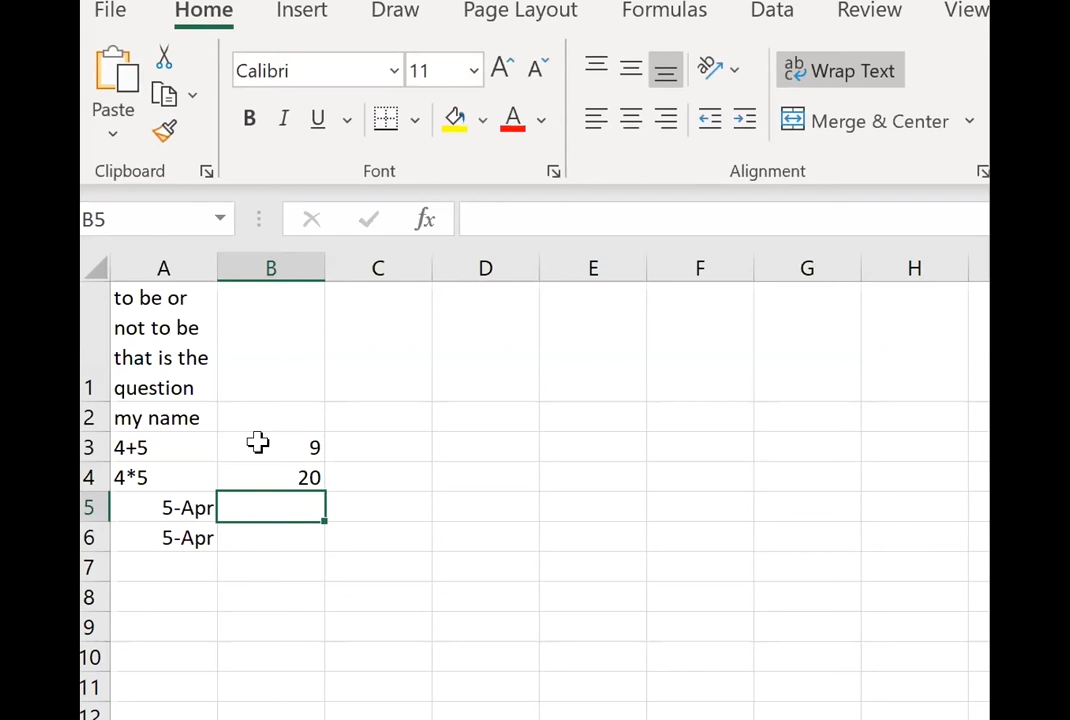 File Home Insert Draw Page Layout Formulas Data Review View
Calibri 11 Wrap Text
Paste B I U A Merge & Center
Clipboard Font Alignment
B5 fx
A B C D E F G H
to be or
not to be
that is the
1 question
2 my name
3 4+5 9
4 4*5 20
5 5-Apr
6 5-Apr
7
8
9
10
11
12